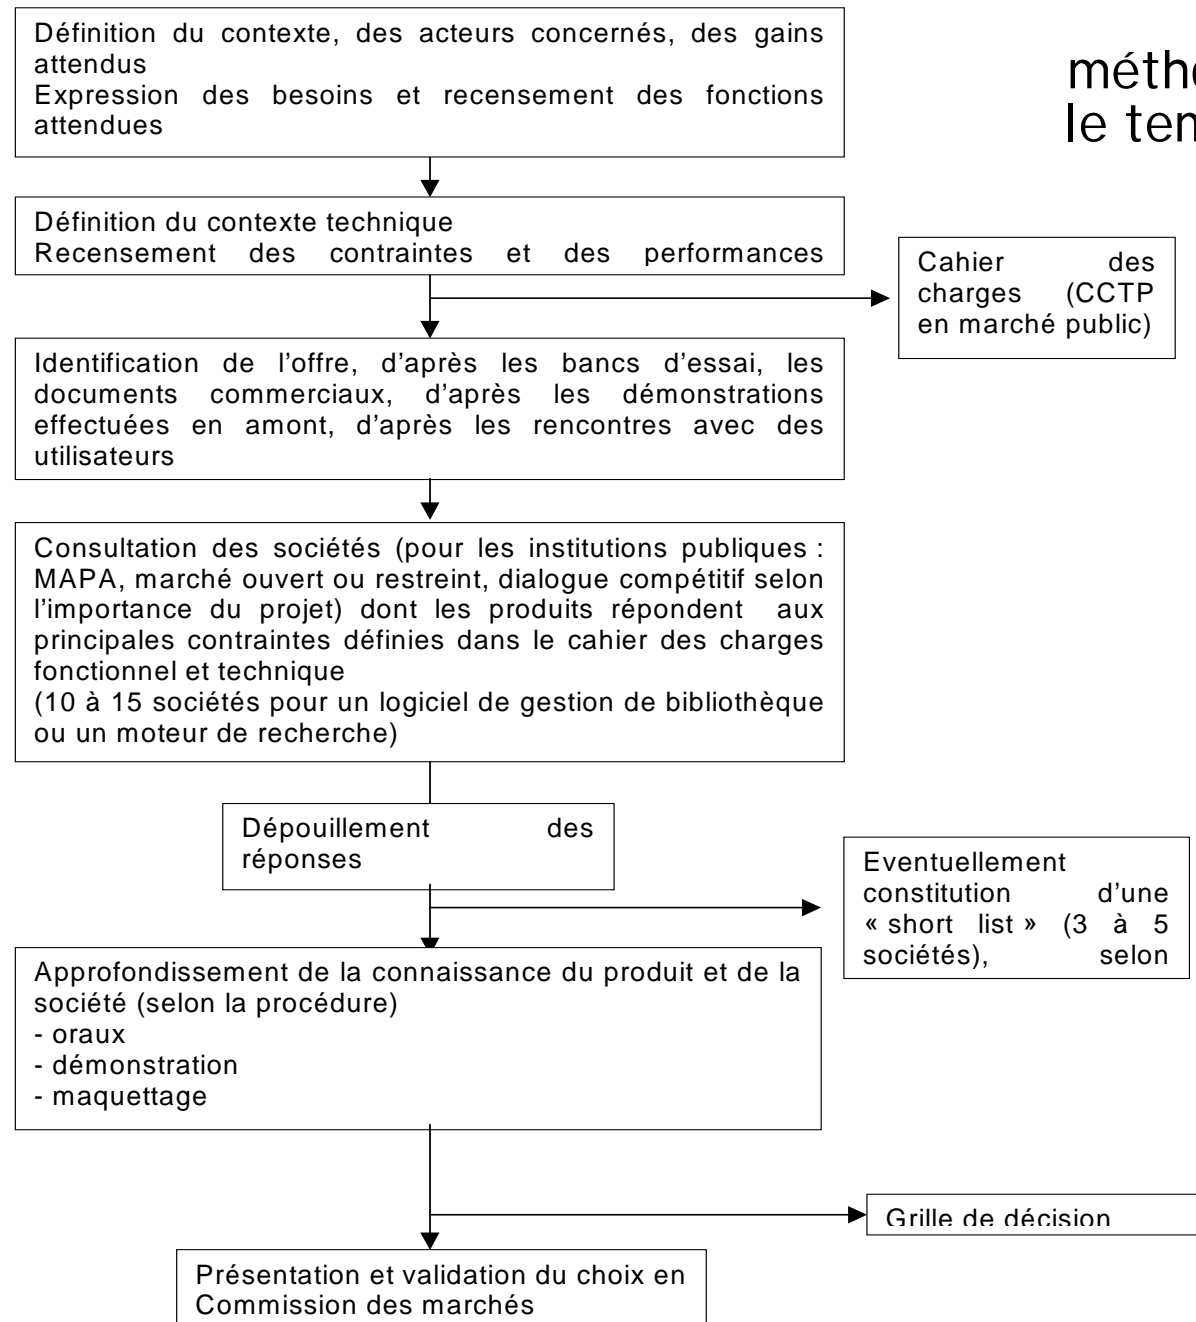 Définition du contexte, des acteurs concernés, des gains
attendus
Expression des besoins et recensement des fonctions
attendues
Définition du contexte technique
Recensement des contraintes et des performances
Cahier des
charges (CCTP
en marché public)
Identification de l’offre, d’après les bancs d’essai, les
documents commerciaux, d’après les démonstrations
effectuées en amont, d’après les rencontres avec des
utilisateurs
Consultation des sociétés (pour les institutions publiques :
MAPA, marché ouvert ou restreint, dialogue compétitif selon
l’importance du projet) dont les produits répondent aux
principales contraintes définies dans le cahier des charges
fonctionnel et technique
(10 à 15 sociétés pour un logiciel de gestion de bibliothèque
ou un moteur de recherche)
Dépouillement des
réponses
Eventuellement
constitution d’une
« short list » (3 à 5
sociétés), selon
Approfondissement de la connaissance du produit et de la
société (selon la procédure)
- oraux
- démonstration
- maquettage
Grille de décision
Présentation et validation du choix en
Commission des marchés
le